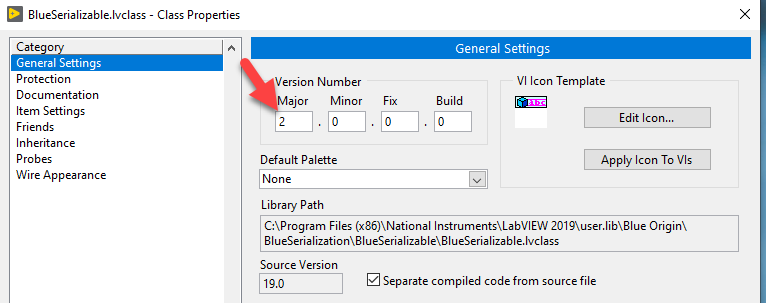 BlueSerializable.lvclass - Class Properties
Category
General Settings
Protection
Documentation
Item Settings
Friends
Inheritance
Probes
Wire Appearance
General Settings
Version Number
Major Minor Fix Build
2 . 0 . 0 . 0
Default Palette
None
VI Icon Template
abc
Edit Icon...
Apply Icon To VIs
Library Path
C:\Program Files (x86)\National Instruments\LabVIEW 2019\user.lib\Blue Origin\
BlueSerialization\BlueSerializable\BlueSerializable.lvclass
Source Version
19.0
Separate compiled code from source file